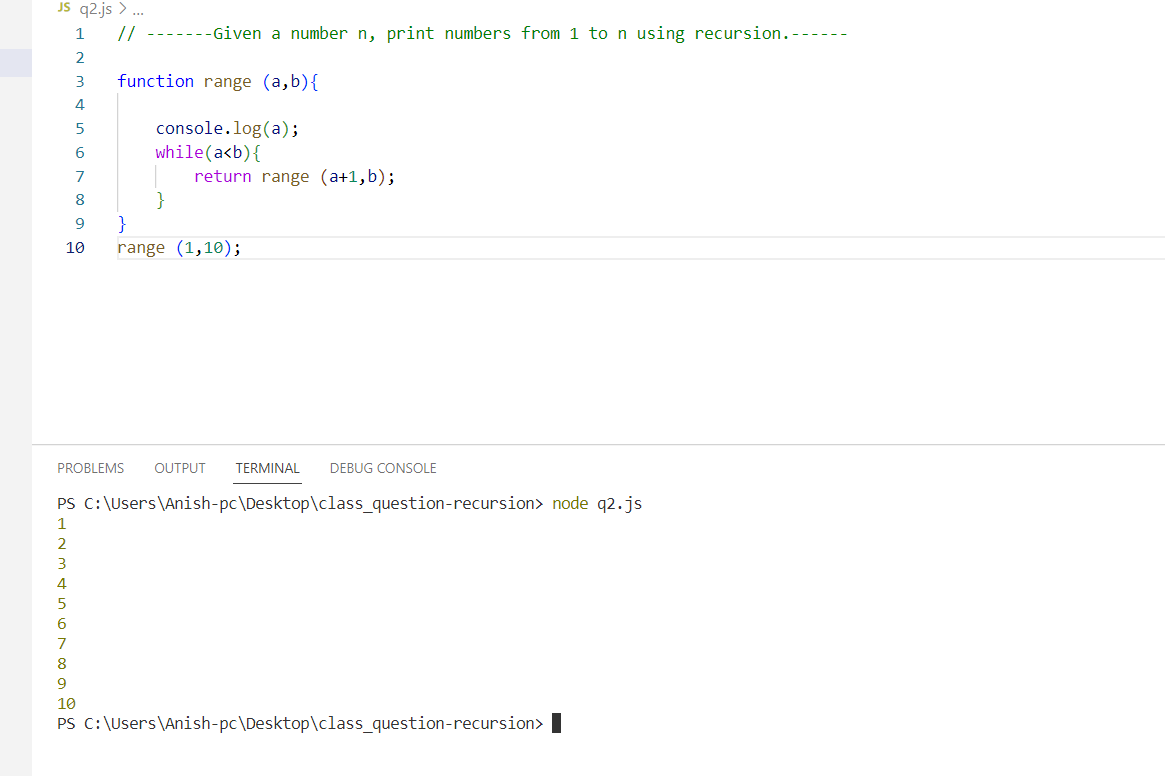 JS q2.js > ...
1 // -------Given a number n, print numbers from 1 to n using recursion.------
2
3 function range (a,b){
4
5 console.log(a);
6 while(a<b){
7 return range (a+1,b);
8 }
9 }
10 range (1,10);
PROBLEMS OUTPUT TERMINAL DEBUG CONSOLE
PS C:\Users\Anish-pc\Desktop\class_question-recursion> node q2.js
1
2
3
4
5
6
7
8
9
10
PS C:\Users\Anish-pc\Desktop\class_question-recursion>